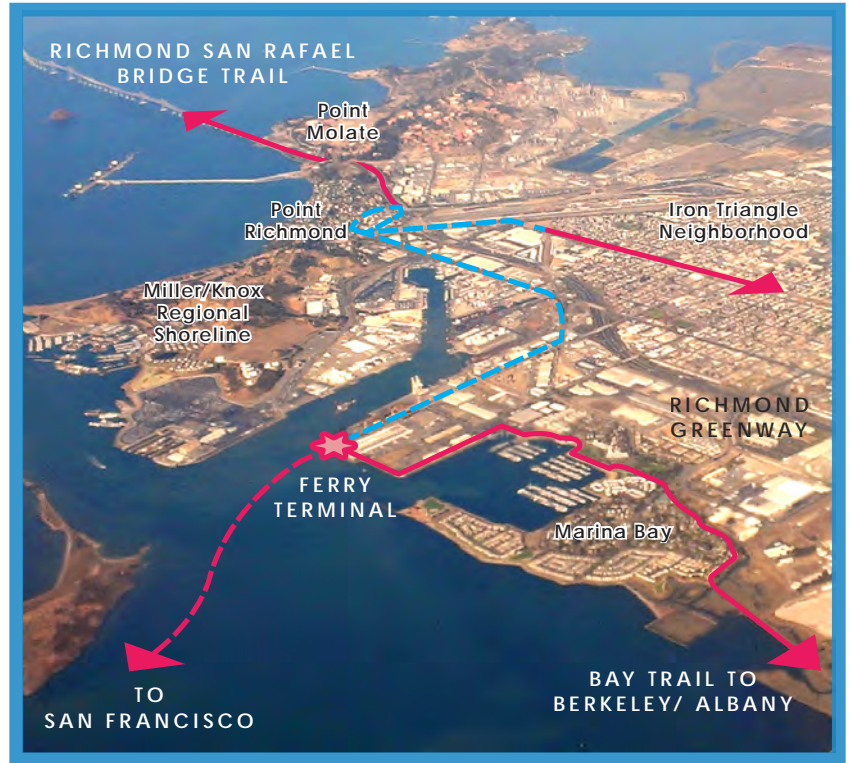 RICHMOND SAN RAFAEL
BRIDGE TRAIL
Point
Molate
Point
Richmond
Iron Triangle
Neighborhood
Miller/Knox
Regional
Shoreline
RICHMOND
GREENWAY
FERRY
TERMINAL
Marina Bay
TO
SAN FRANCISCO
BAY TRAIL TO
BERKELEY/ ALBANY